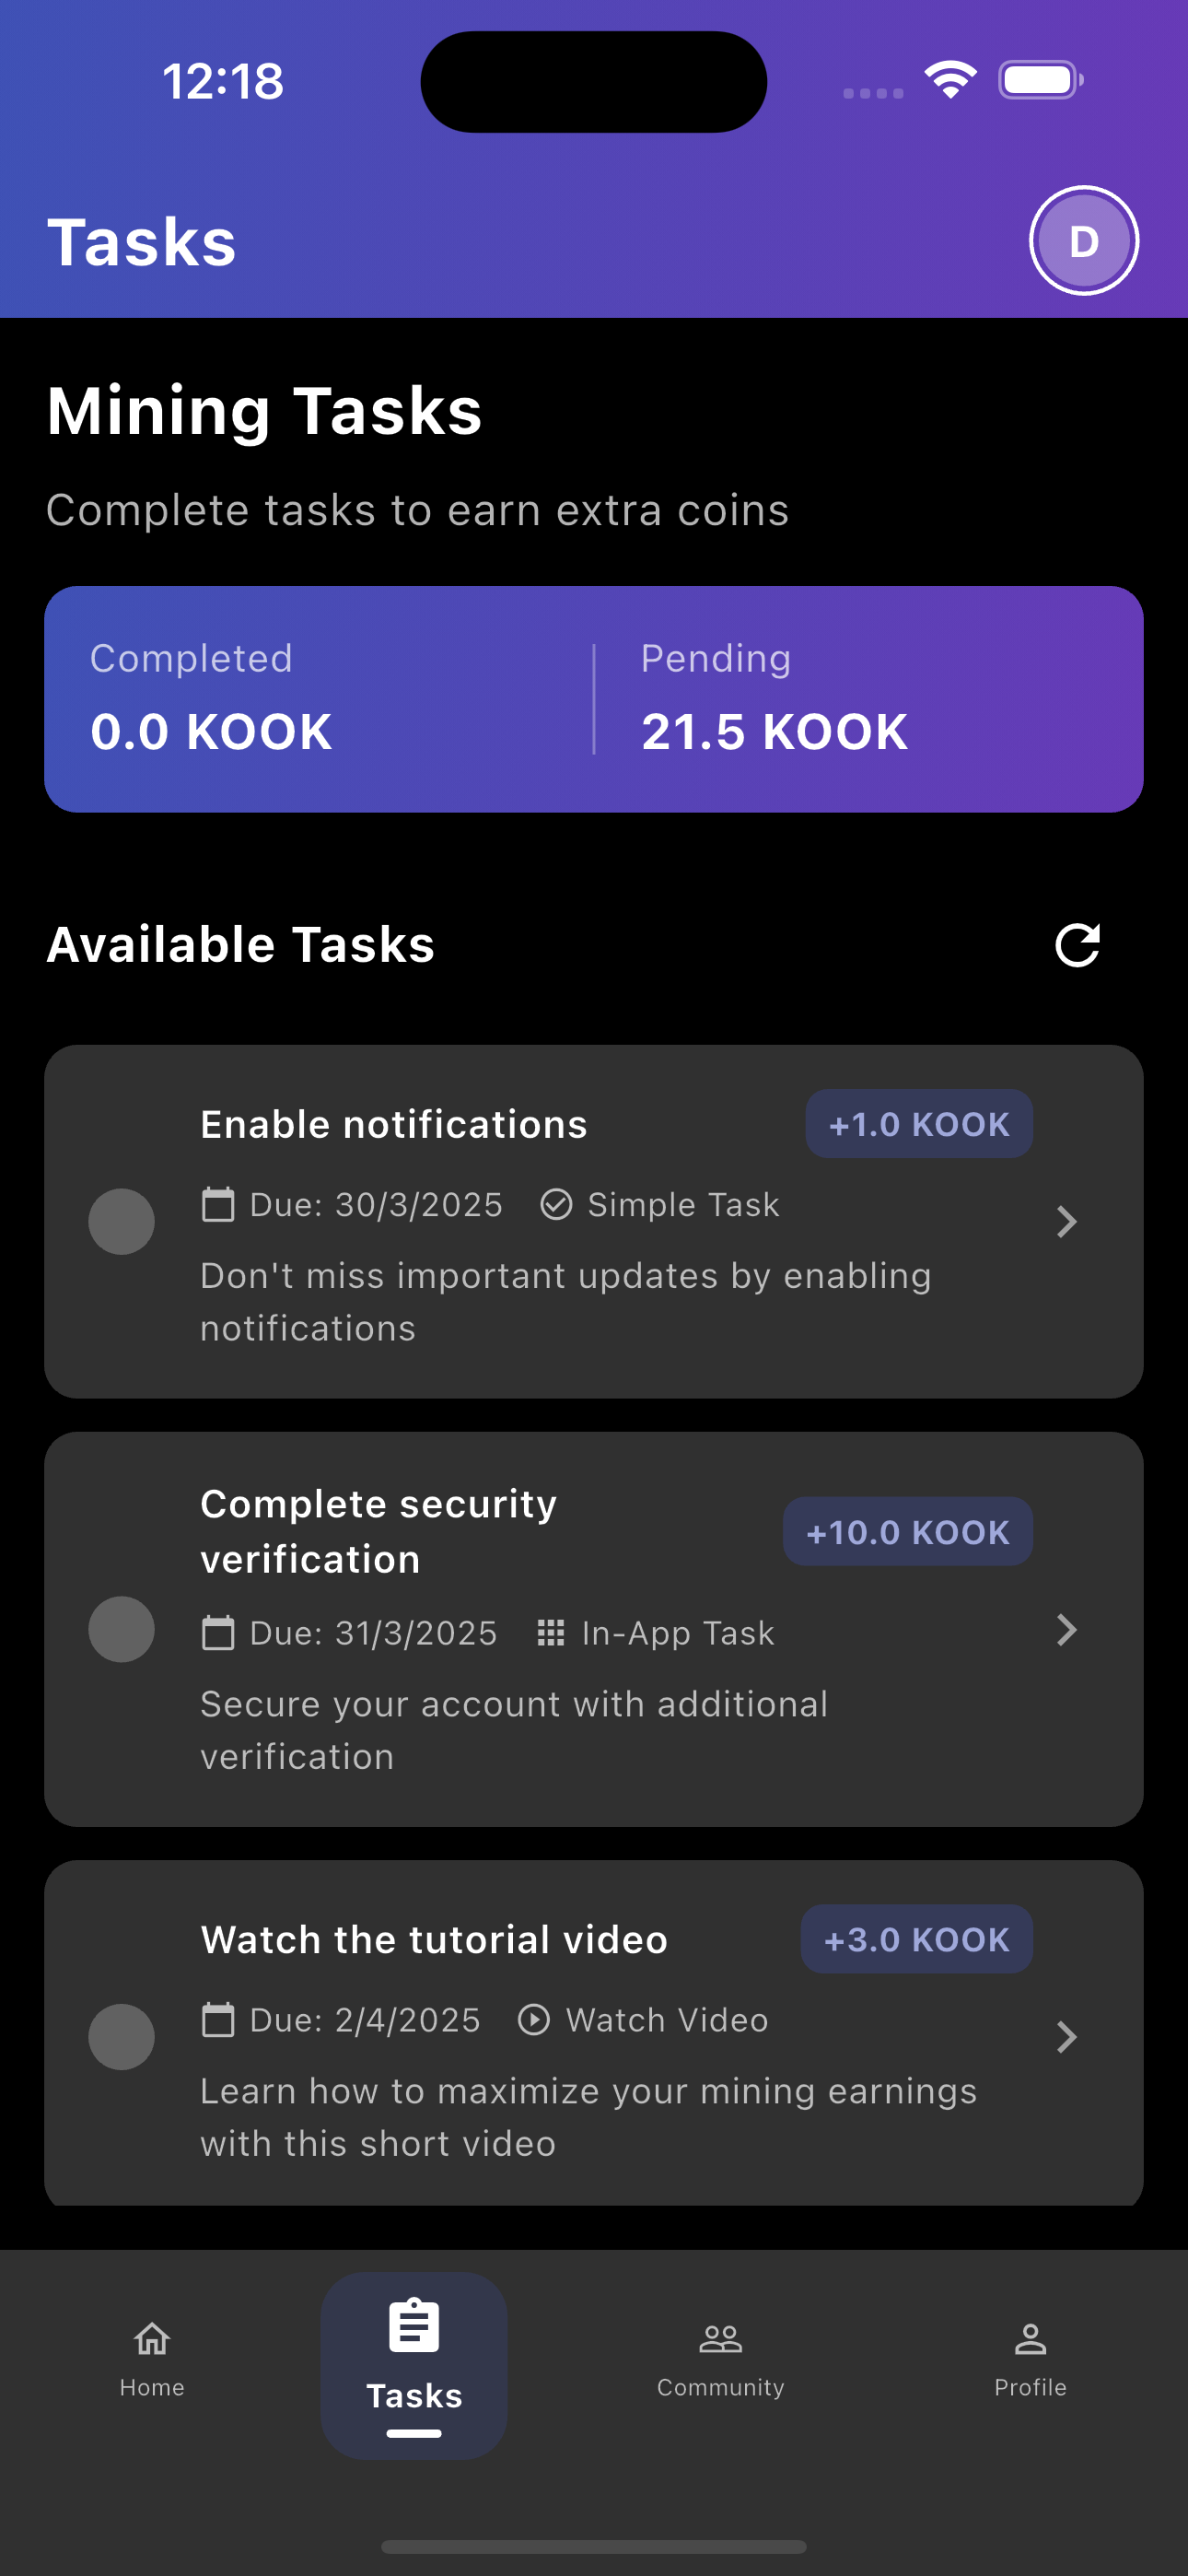 12:18
Tasks
D
Mining Tasks
Complete tasks to earn extra coins
Completed
0.0 KOOK
Pending
21.5 KOOK
Available Tasks
Enable notifications
+1.0 KOOK
Due: 30/3/2025 Simple Task
Don't miss important updates by enabling
notifications
Complete security
verification
+10.0 KOOK
Due: 31/3/2025 In-App Task
Secure your account with additional
verification
Watch the tutorial video
+3.0 KOOK
Due: 2/4/2025 Watch Video
Learn how to maximize your mining earnings
with this short video
Home
Tasks
Community
Profile